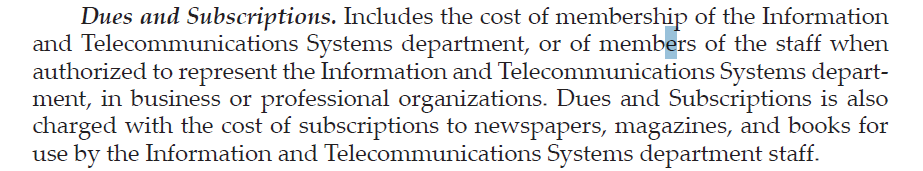 Dues and Subscriptions. Includes the cost of membership of the Information
and Telecommunications Systems department, or of members of the staff when
authorized to represent the Information and Telecommunications Systems depart-
ment, in business or professional organizations. Dues and Subscriptions is also
charged with the cost of subscriptions to newspapers, magazines, and books for
use by the Information and Telecommunications Systems department staff.